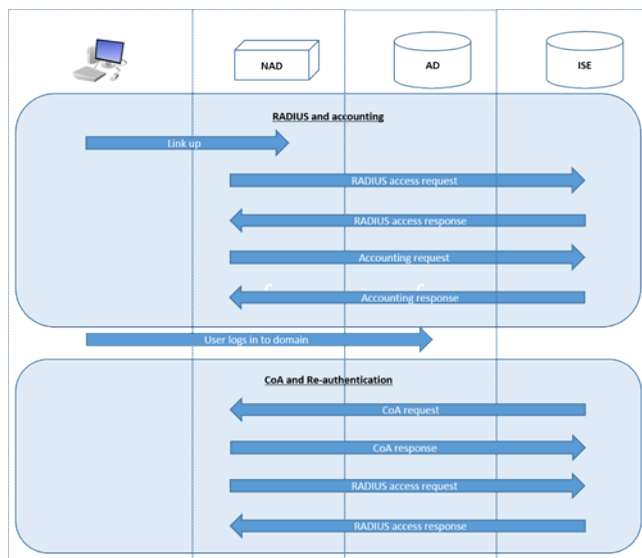 NAD
AD
ISE
RADIUS and accounting
Link up
RADIUS access request
RADIUS access response
Accounting request
Accounting response
User logs in to domain
CoA and Re-authentication
CoA request
CoA response
RADIUS access request
RADIUS access response